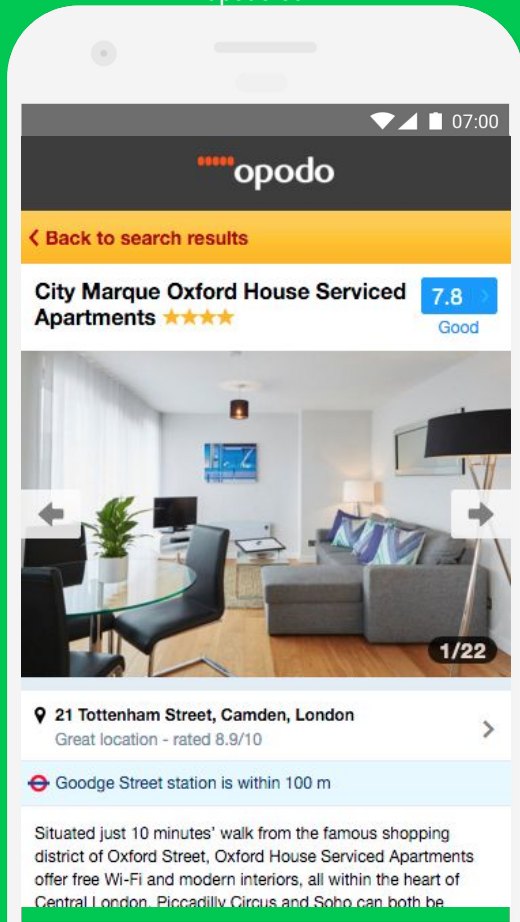 07:00
opodo
Back to search results
City Marque Oxford House Serviced
Apartments
7.8
Good
1/22
21 Tottenham Street, Camden, London
Great location - rated 8.9/10
Goodge Street station is within 100 m
Situated just 10 minutes' walk from the famous shopping
district of Oxford Street, Oxford House Serviced Apartments
offer free Wi-Fi and modern interiors, all within the heart of
Central London. Piccadilly Circus and Soho can both be